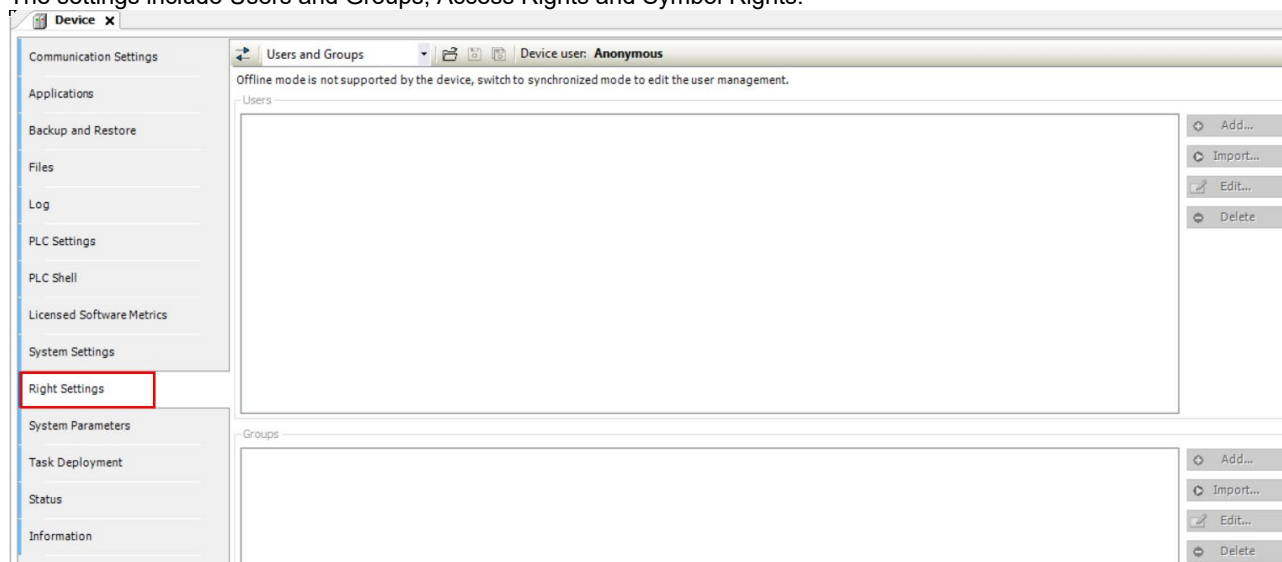 The settings include Users and Groups, Access Rights and Symbol Rights.
Device x
Communication Settings
Applications
Backup and Restore
Files
Log
PLC Settings
PLC Shell
Licensed Software Metrics
System Settings
Right Settings
System Parameters
Task Deployment
Status
Information
Users and Groups Device user: Anonymous
Offline mode is not supported by the device, switch to synchronized mode to edit the user management.
Users
Add...
Import...
Edit...
Delete
Groups
Add...
Import...
Edit...
Delete